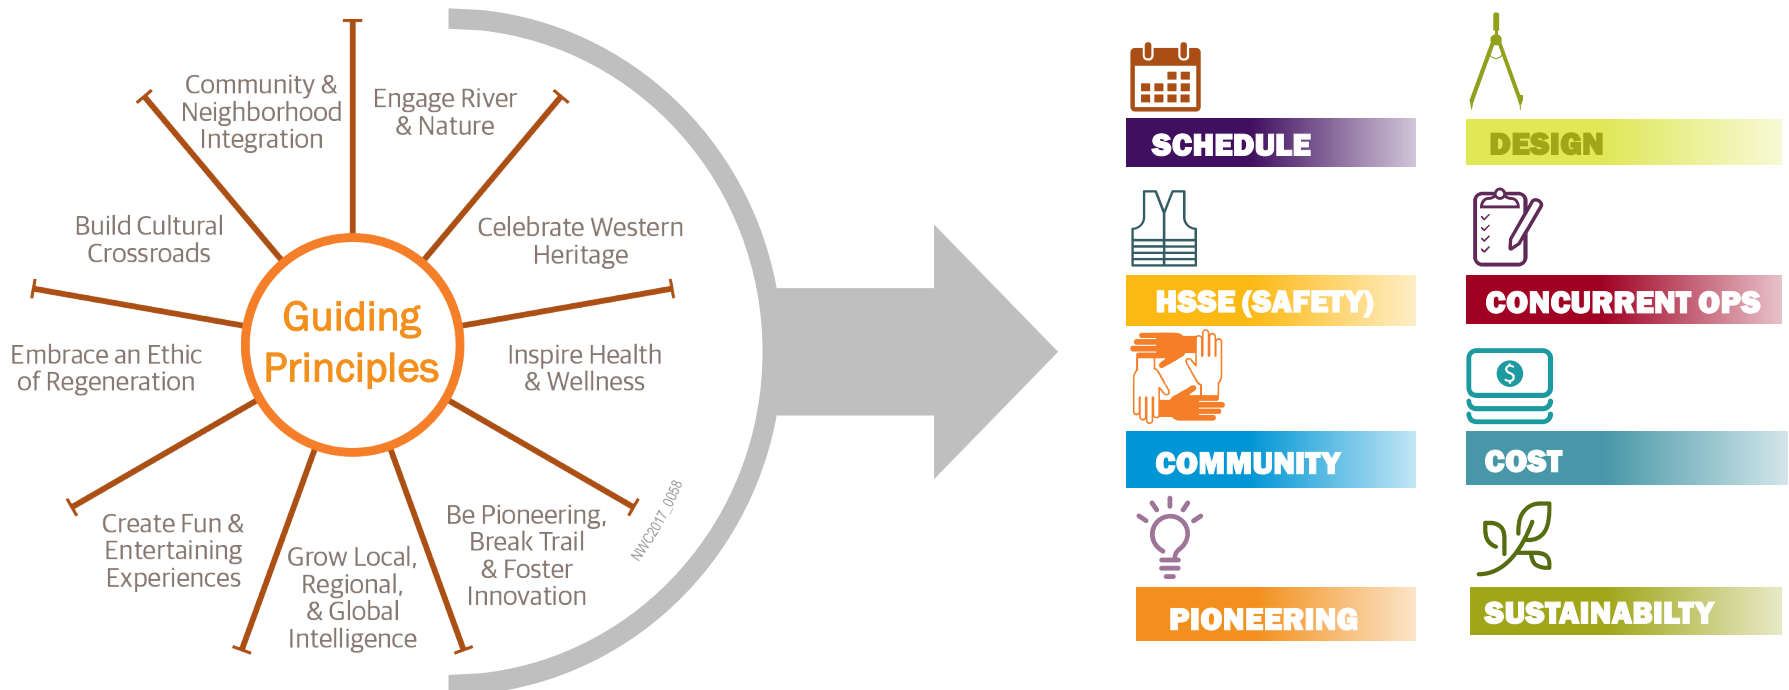 Community &
Neighborhood
Integration
Engage River
& Nature
Build Cultural
Crossroads
Celebrate Western
Heritage
Guiding
Principles
Embrace an Ethic
of Regeneration
Inspire Health
& Wellness
Create Fun &
Entertaining
Experiences
Grow Local,
Regional,
& Global
Intelligence
Be Pioneering,
Break Trail
& Foster
Innovation
NWC2017_0058
SCHEDULE
DESIGN
HSSE (SAFETY)
CONCURRENT OPS
$
COMMUNITY
COST
PIONEERING
SUSTAINABILTY